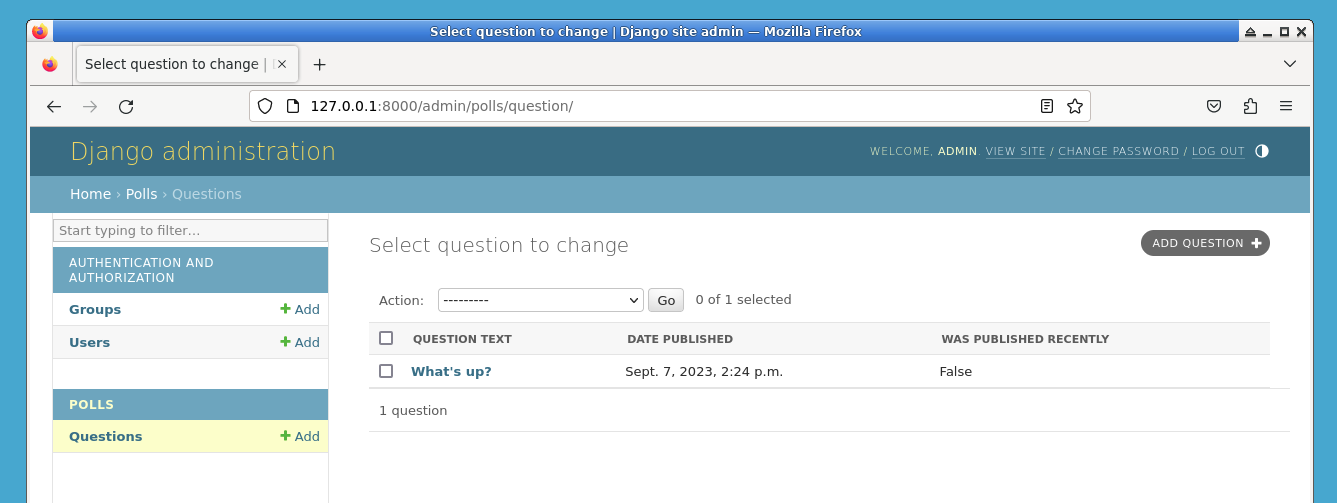 Select question to change | Django site admin — Mozilla Firefox
Select question to change |
127.0.0.1:8000/admin/polls/question/
Django administration
WELCOME, ADMIN. VIEW SITE / CHANGE PASSWORD / LOG OUT
Home › Polls › Questions
Start typing to filter...
AUTHENTICATION AND
AUTHORIZATION
Groups + Add
Users + Add
POLLS
Questions + Add
Select question to change
ADD QUESTION +
Action: --------- Go 0 of 1 selected
QUESTION TEXT DATE PUBLISHED WAS PUBLISHED RECENTLY
What's up? Sept. 7, 2023, 2:24 p.m. False
1 question